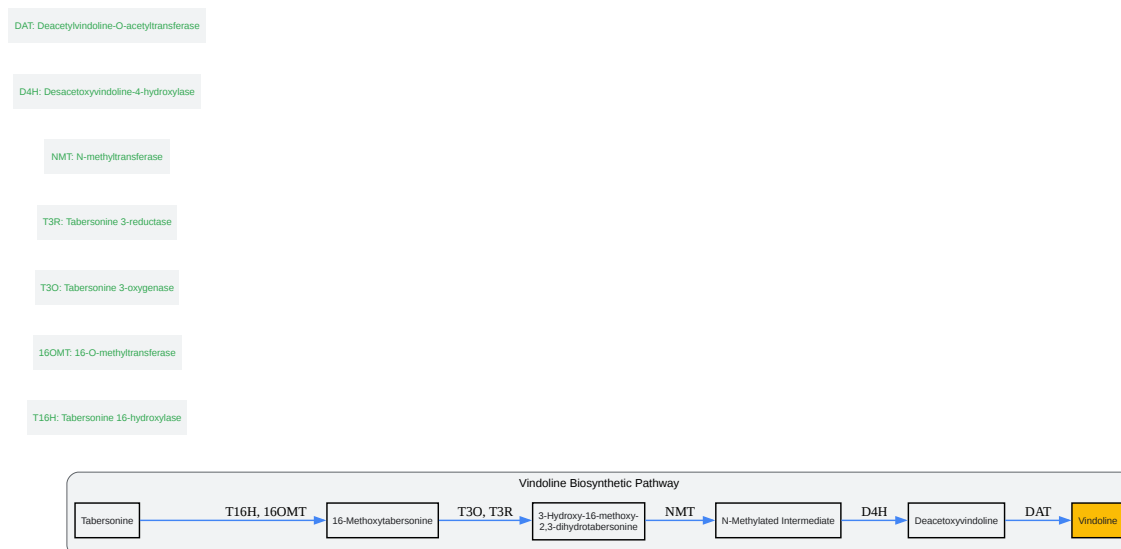 DAT: Deacetylvindoline-O-acetyltransferase
D4H: Desacetoxyvindoline-4-hydroxylase
NMT: N-methyltransferase
T3R: Tabersonine 3-reductase
T3O: Tabersonine 3-oxygenase
16OMT: 16-O-methyltransferase
T16H: Tabersonine 16-hydroxylase
Vindoline Biosynthetic Pathway
Tabersonine
T16H, 16OMT
16-Methoxytabersonine
T3O, T3R
3-Hydroxy-16-methoxy-
2,3-dihydrotabersonine
NMT
N-Methylated Intermediate
D4H
Deacetoxyvindoline
DAT
Vindoline